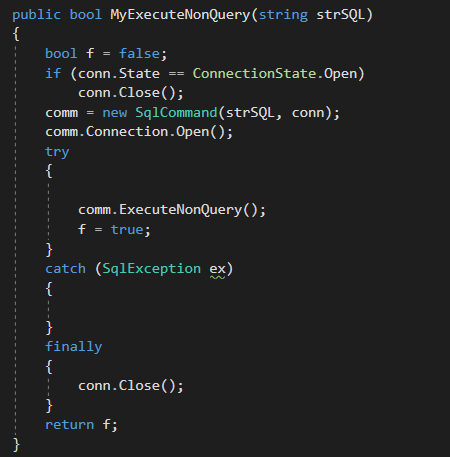 public bool MyExecuteNonQuery(string strSQL)
{
bool f = false;
if (conn.State == ConnectionState.Open)
conn.Close();
comm = new SqlCommand(strSQL, conn);
comm.Connection.Open();
try
{
comm.ExecuteNonQuery();
f = true;
}
catch (SqlException ex)
{
}
finally
{
conn.Close();
}
return f;
}